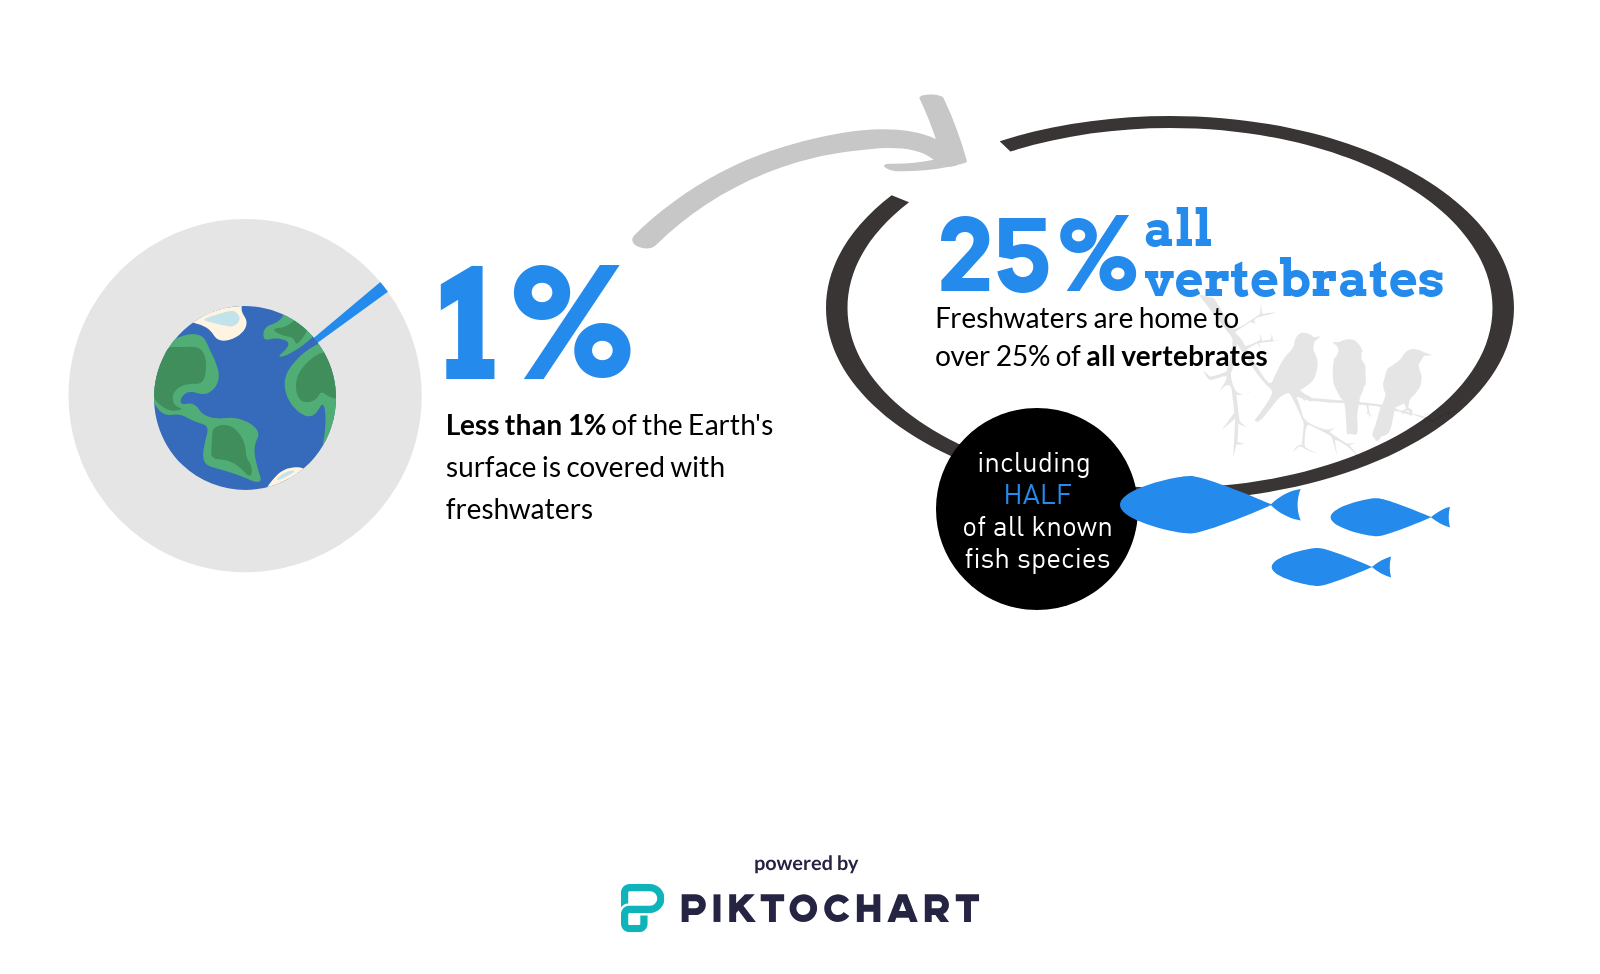 1%
Less than 1% of the Earth's
surface is covered with
freshwaters
25% all
vertebrates
Freshwaters are home to
over 25% of all vertebrates
including
HALF
of all known
fish species
powered by
PIKTOCHART